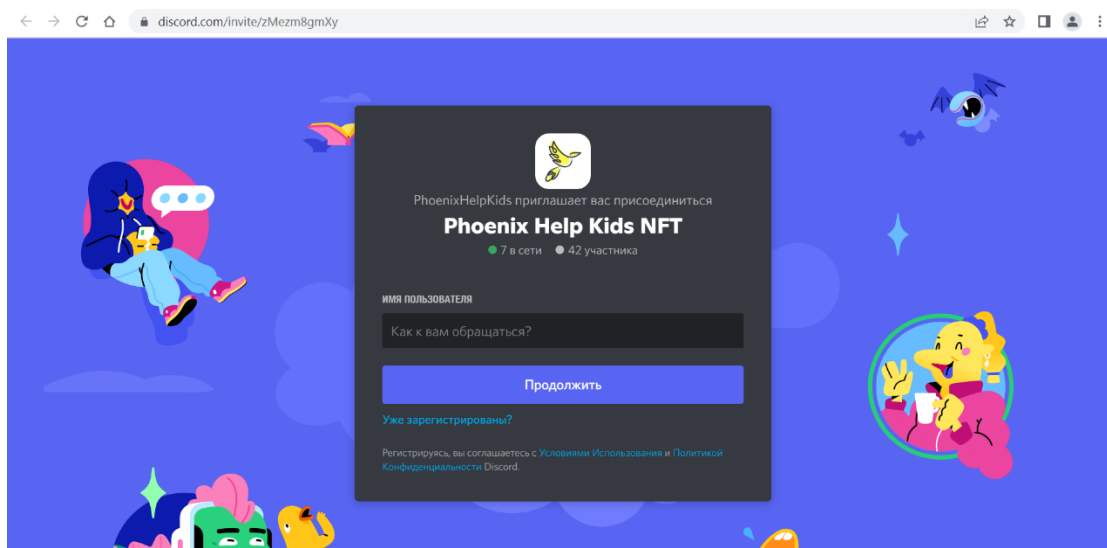 discord.com/invite/zMezm8gmXy
PhoenixHelpKids приглашает вас присоединиться
Phoenix Help Kids NFT
7 в сети 42 участника
ИМЯ ПОЛЬЗОВАТЕЛЯ
Как к вам обращаться?
Продолжить
Уже зарегистрированы?
Регистрируясь, вы соглашаетесь с Условиями Использования и Политикой
Конфиденциальности Discord.